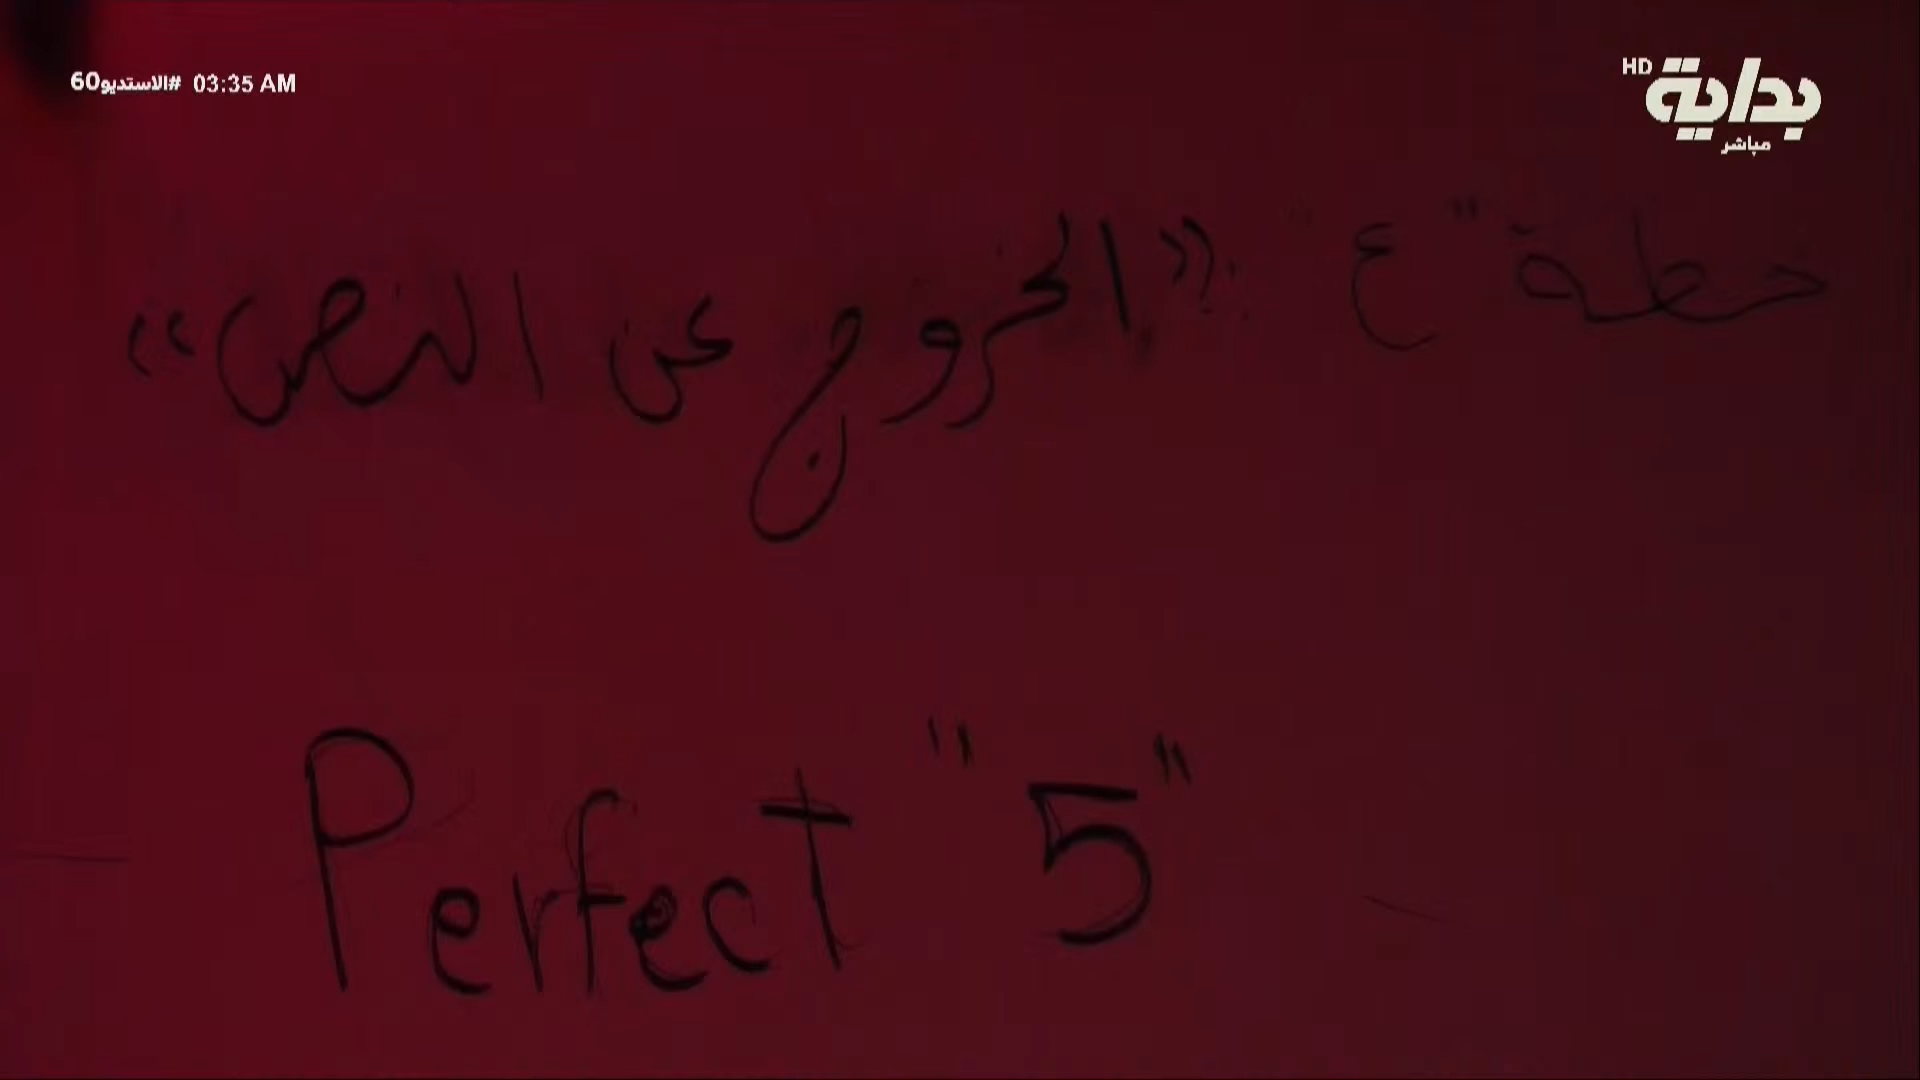 #الاستديو60 03:35 AM
HD
بداية
مباشر
خطة "ع" «الخروج عن النص»
Perfect "5"